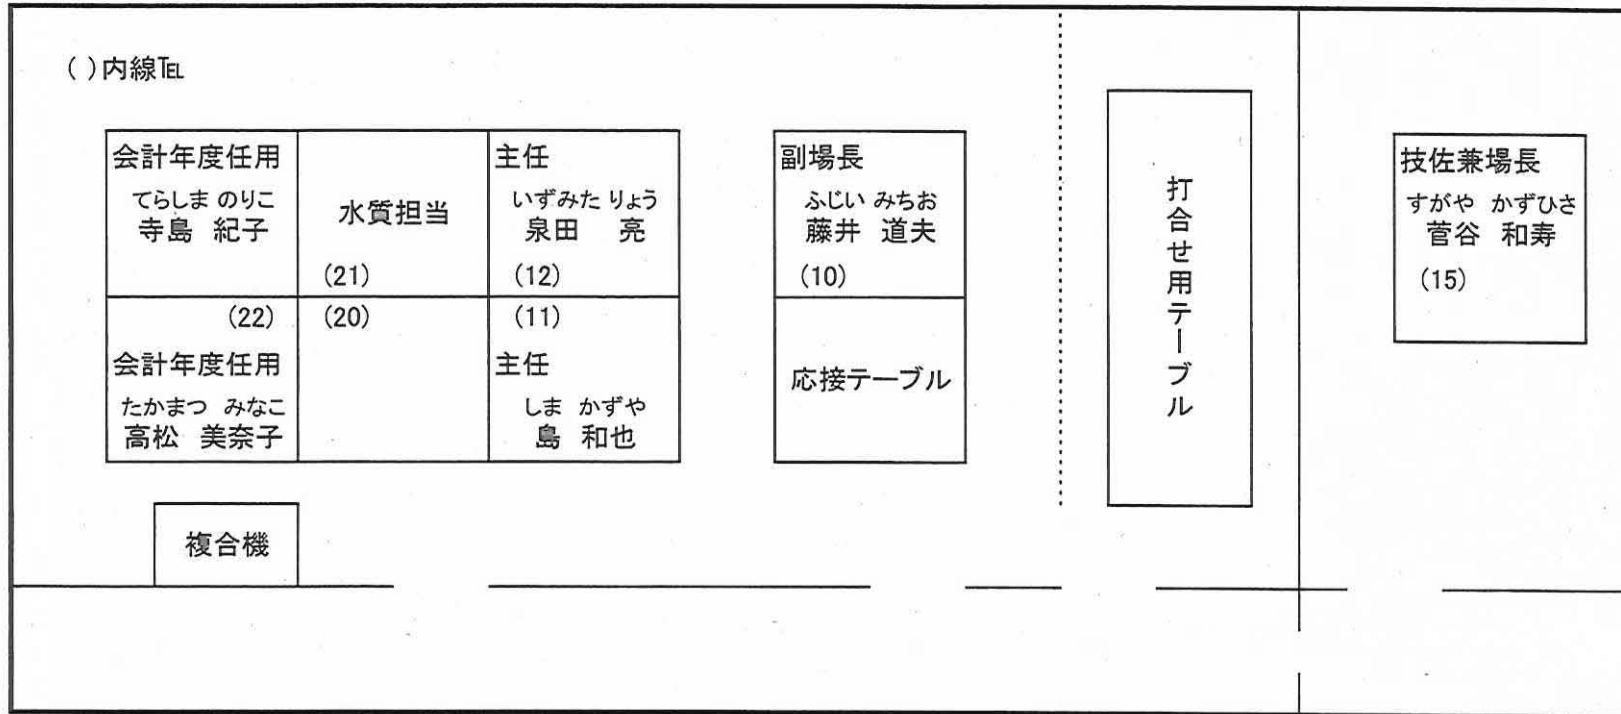 ( )内線℡
会計年度任用
てらしま のりこ
寺島 紀子
水質担当
(21)
主任
いずみた りょう
泉田 亮
(12)
(22)
会計年度任用
たかまつ みなこ
高松 美奈子
(20)
(11)
主任
しま かずや
島 和也
副場長
ふじい みちお
藤井 道夫
(10)
応接テーブル
打合せ用テーブル
技佐兼場長
すがや かずひさ
菅谷 和寿
(15)
複合機